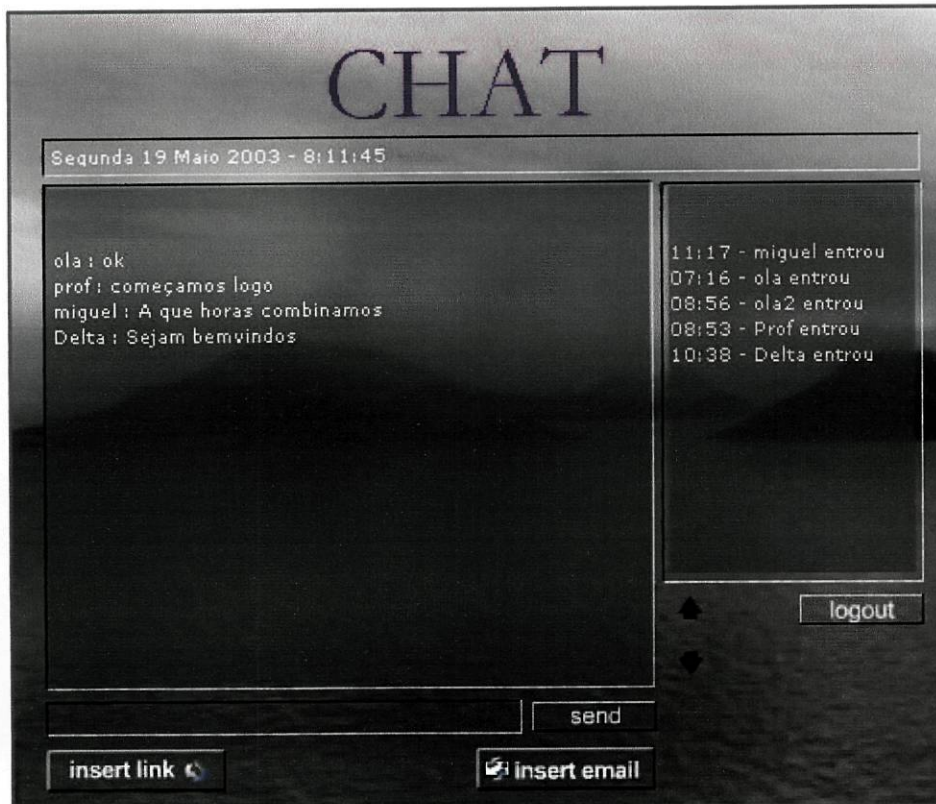 CHAT
Segunda 19 Maio 2003 - 8:11:45
ola : ok
prof : começamos logo
miguel : A que horas combinamos
Delta : Sejam bemvindos
11:17 - miguel entrou
07:16 - ola entrou
08:56 - ola2 entrou
08:53 - Prof entrou
10:38 - Delta entrou
logout
send
insert link
insert email